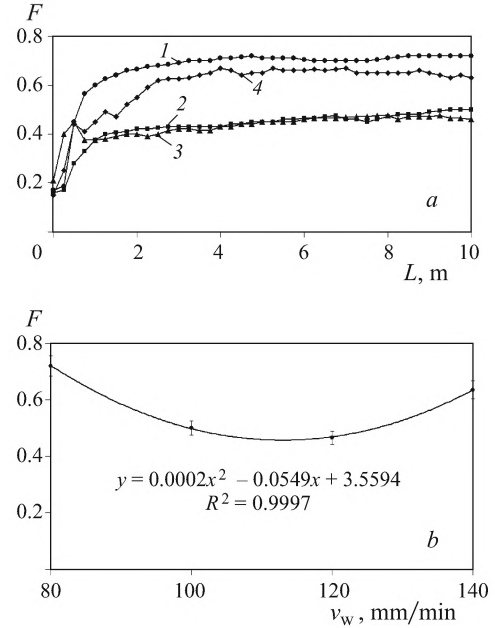 F
0.8
1
0.6
4
2
0.4
3
0.2
a
0 2 4 6 8 10
L, m
F
0.8
0.6
0.4
y = 0.0002x² – 0.0549x + 3.5594
R² = 0.9997
0.2
b
80 100 120 140
v_w, mm/min